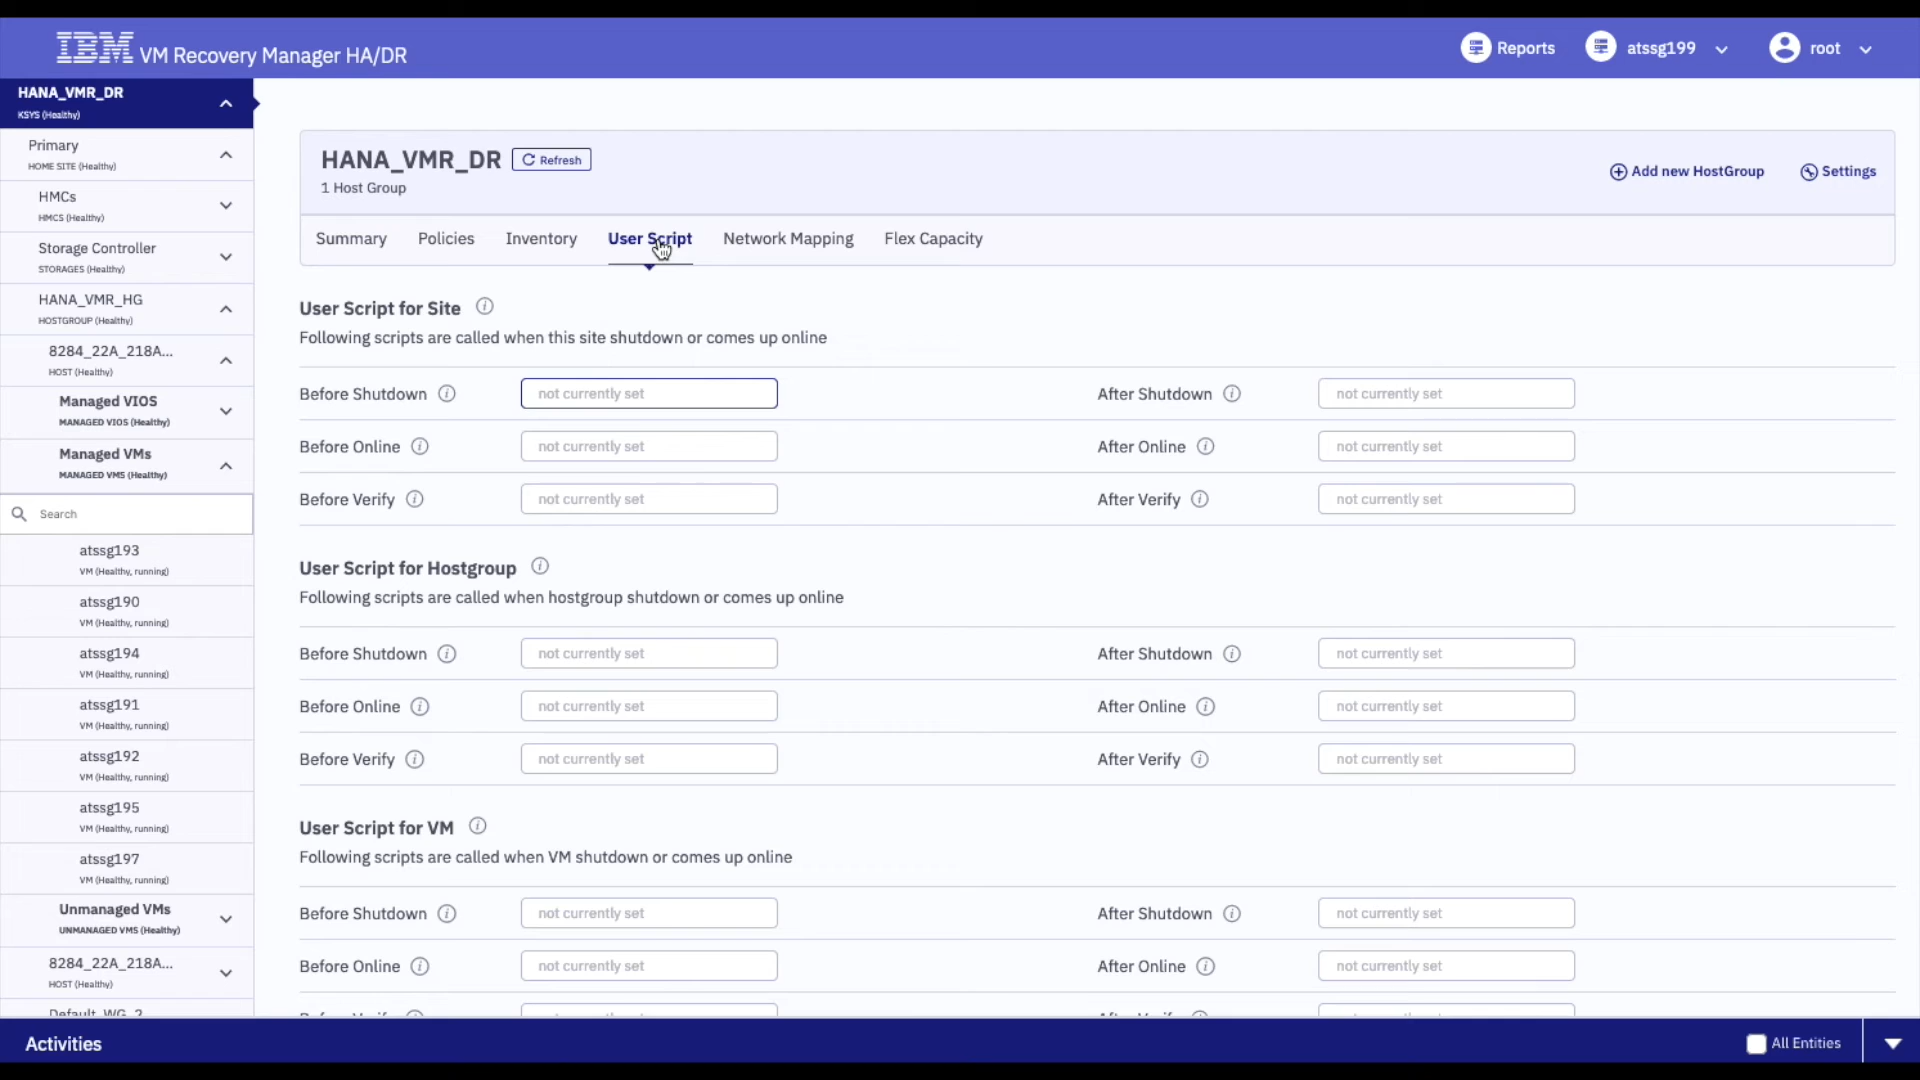 IBM VM Recovery Manager HA/DR
Reports
atssg199
root
HANA_VMR_DR
KSYS (Healthy)
Primary
HOME SITE (Healthy)
HMCs
HMCS (Healthy)
Storage Controller
STORAGES (Healthy)
HANA_VMR_HG
HOSTGROUP (Healthy)
8284_22A_218A...
HOST (Healthy)
Managed VIOS
MANAGED VIOS (Healthy)
Managed VMs
MANAGED VMS (Healthy)
Search
atssg193
VM (Healthy, running)
atssg190
VM (Healthy, running)
atssg194
VM (Healthy, running)
atssg191
VM (Healthy, running)
atssg192
VM (Healthy, running)
atssg195
VM (Healthy, running)
atssg197
VM (Healthy, running)
Unmanaged VMs
UNMANAGED VMS (Healthy)
8284_22A_218A...
HOST (Healthy)
Default_WG_2
HANA_VMR_DR Refresh
1 Host Group
Add new HostGroup Settings
Summary Policies Inventory User Script Network Mapping Flex Capacity
User Script for Site
Following scripts are called when this site shutdown or comes up online
Before Shutdown not currently set After Shutdown not currently set
Before Online not currently set After Online not currently set
Before Verify not currently set After Verify not currently set
User Script for Hostgroup
Following scripts are called when hostgroup shutdown or comes up online
Before Shutdown not currently set After Shutdown not currently set
Before Online not currently set After Online not currently set
Before Verify not currently set After Verify not currently set
User Script for VM
Following scripts are called when VM shutdown or comes up online
Before Shutdown not currently set After Shutdown not currently set
Before Online not currently set After Online not currently set
Activities
All Entities